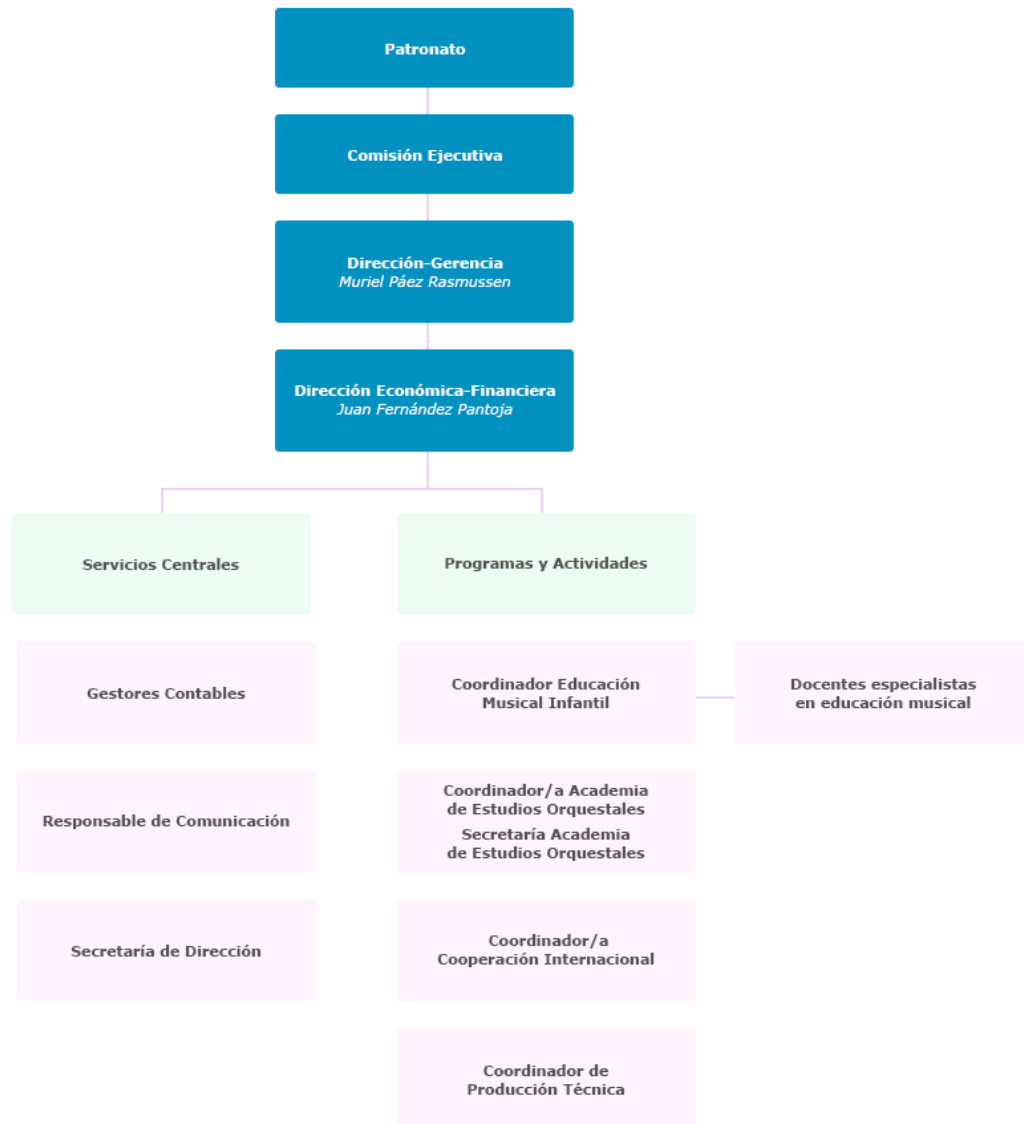 Patronato
Comisión Ejecutiva
Dirección-Gerencia
Muriel Páez Rasmussen
Dirección Económica-Financiera
Juan Fernández Pantoja
Servicios Centrales
Programas y Actividades
Gestores Contables
Coordinador Educación
Musical Infantil
Docentes especialistas
en educación musical
Responsable de Comunicación
Coordinador/a Academia
de Estudios Orquestales
Secretaría Academia
de Estudios Orquestales
Secretaría de Dirección
Coordinador/a
Cooperación Internacional
Coordinador de
Producción Técnica